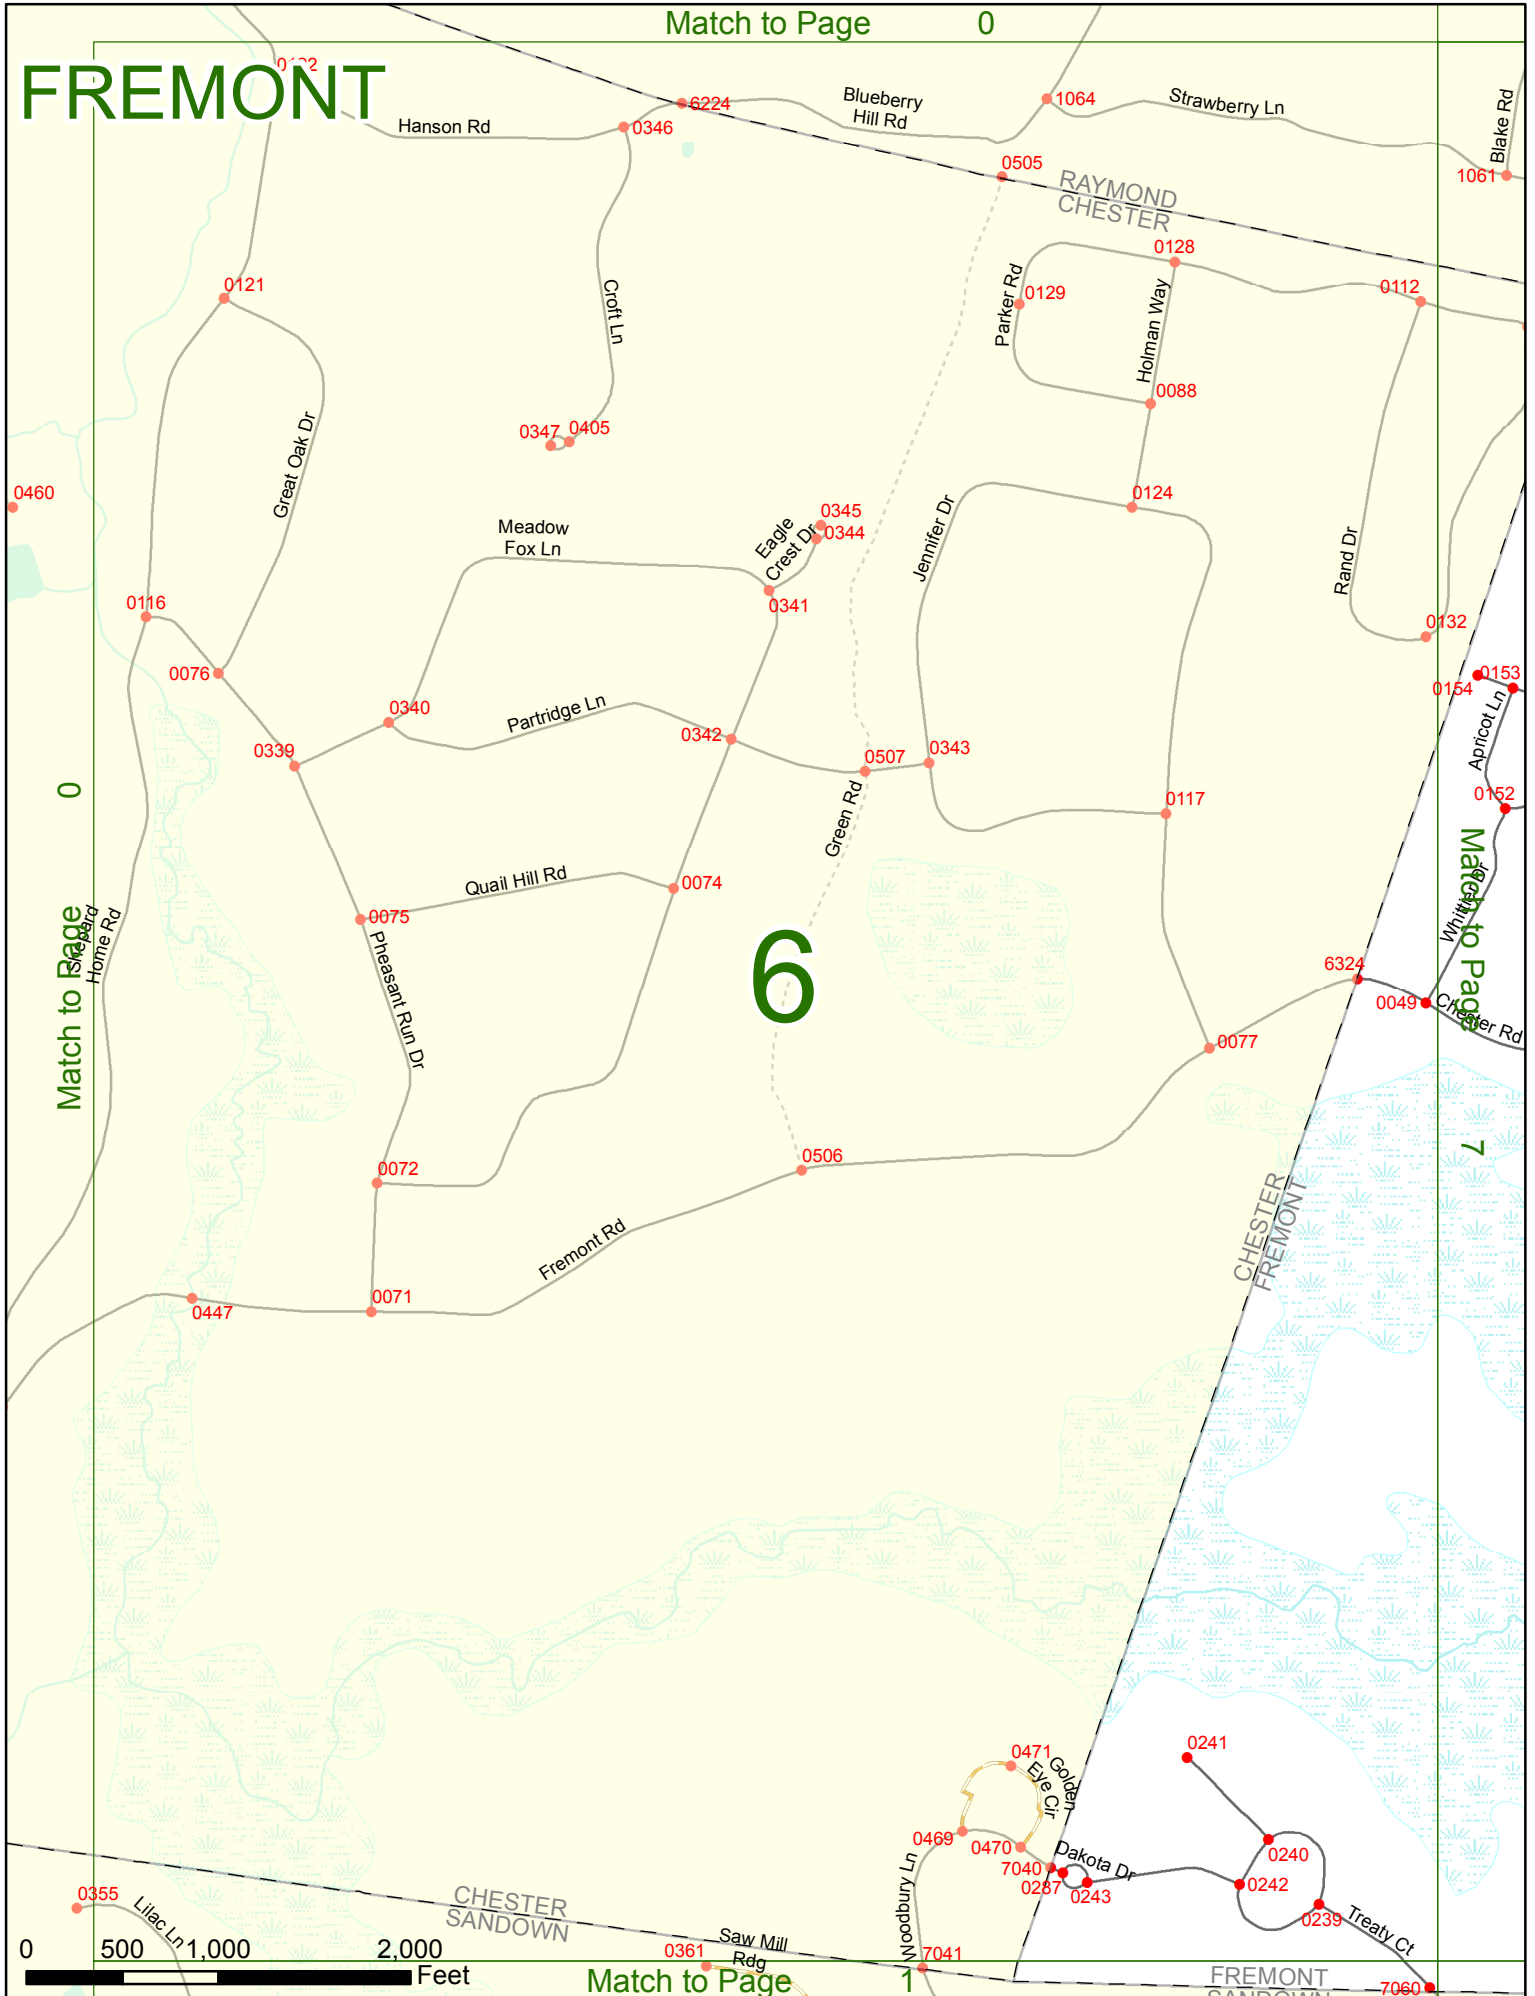 Match to Page 0
FREMONT
0122
6224
0346
Hanson Rd
Blueberry
Hill Rd
1064
Strawberry Ln
Blake Rd
1061
0505
RAYMOND
CHESTER
0128
0121
Croft Ln
Parker Rd
0129
Holman Way
0112
0088
Great Oak Dr
0347
0405
0460
0124
Meadow
Fox Ln
Eagle
Crest Dr
0345
0344
Jennifer Dr
Rand Dr
0341
0116
0132
0076
0154
0153
Apricot Ln
0340
Partridge Ln
0342
0339
0507
0343
0152
0
Green Rd
0117
Whittier Dr
Match to Page
7
Quail Hill Rd
0074
0075
Shepard
Home Rd
Match to Page
Pheasant Run Dr
6
6324
0049
Chester Rd
0077
0506
0072
CHESTER
FREMONT
Fremont Rd
0447
0071
0471
Golden
Eye Cir
0241
0469
0470
7040
0287
Dakota Dr
0243
0240
0242
0239
Treaty Ct
Woodbury Ln
0355
Lilac Ln
CHESTER
SANDOWN
Saw Mill
Rdg
0361
7041
0 500 1,000 2,000
Feet
Match to Page 1
FREMONT
SANDOWN
7060